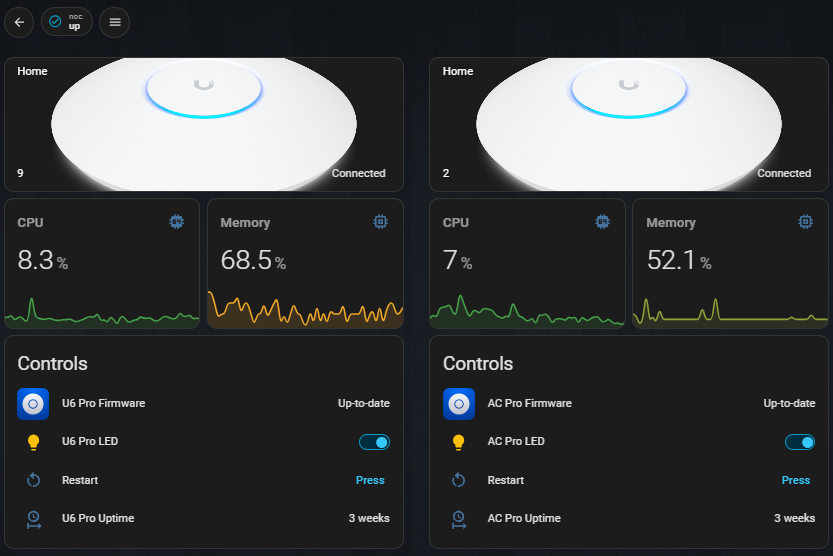 noc
up
Home
9
Connected
CPU
8.3 %
Memory
68.5 %
Controls
U6 Pro Firmware
Up-to-date
U6 Pro LED
Restart
Press
U6 Pro Uptime
3 weeks
Home
2
Connected
CPU
7 %
Memory
52.1 %
Controls
AC Pro Firmware
Up-to-date
AC Pro LED
Restart
Press
AC Pro Uptime
3 weeks